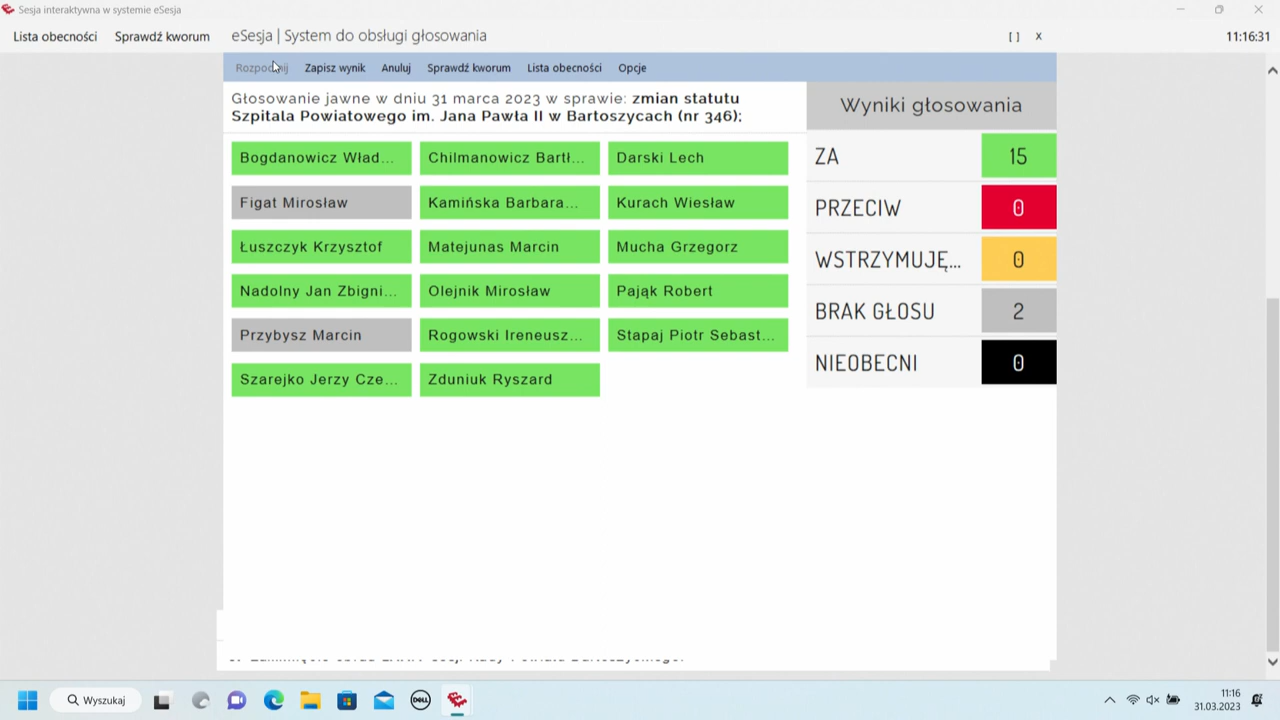 Sesja interaktywna w systemie eSesja
Lista obecności Sprawdź kworum eSesja | System do obsługi głosowania [ ] x 11:16:31
Zapisz wynik Anuluj Sprawdź kworum Lista obecności Opcje
Głosowanie jawne w dniu 31 marca 2023 w sprawie: zmian statutu
Szpitala Powiatowego im. Jana Pawła II w Bartoszycach (nr 346);
Wyniki głosowania
Bogdanowicz Wład... Chilmanowicz Bartł... Darski Lech
Figat Mirosław Kamińska Barbara... Kurach Wiesław
Łuszczyk Krzysztof Matejunas Marcin Mucha Grzegorz
Nadolny Jan Zbigni... Olejnik Mirosław Pająk Robert
Przybysz Marcin Rogowski Ireneusz... Stapaj Piotr Sebast...
Szarejko Jerzy Cze... Zduniuk Ryszard
ZA 15
PRZECIW 0
WSTRZYMUJĘ... 0
BRAK GŁOSU 2
NIEOBECNI 0
Wyszukaj
DELL
11:16
31.03.2023